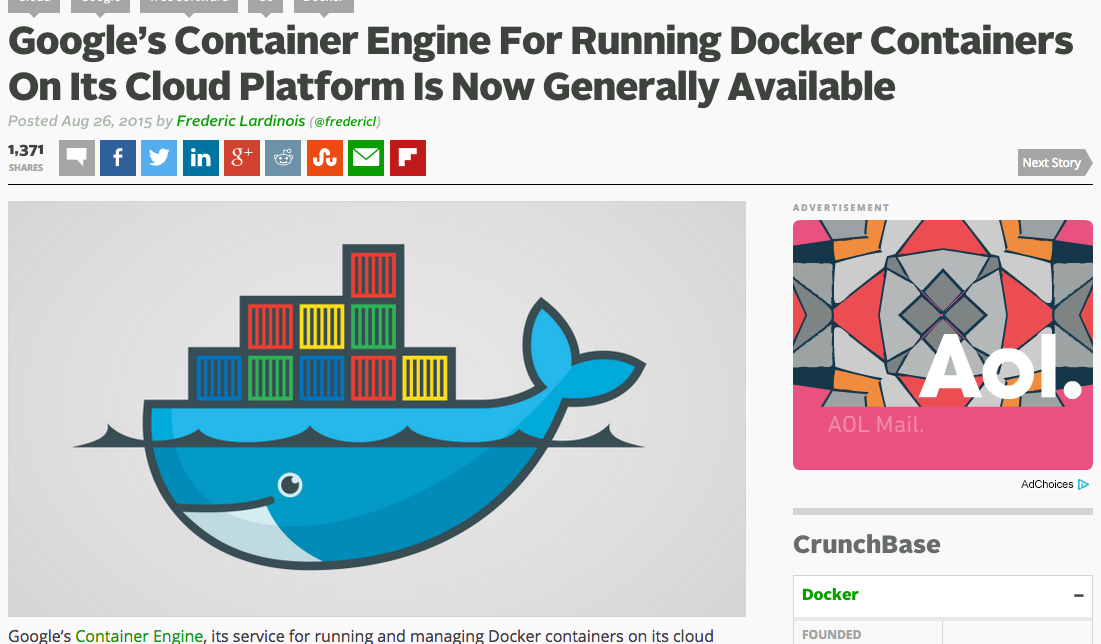 Google's Container Engine For Running Docker Containers
On Its Cloud Platform Is Now Generally Available
Posted Aug 26, 2015 by Frederic Lardinois (@fredericl)
1,371
SHARES
f
in
g+
Next Story
ADVERTISEMENT
Aol.
AOL Mail.
AdChoices
CrunchBase
Docker
–
FOUNDED
Google's Container Engine, its service for running and managing Docker containers on its cloud